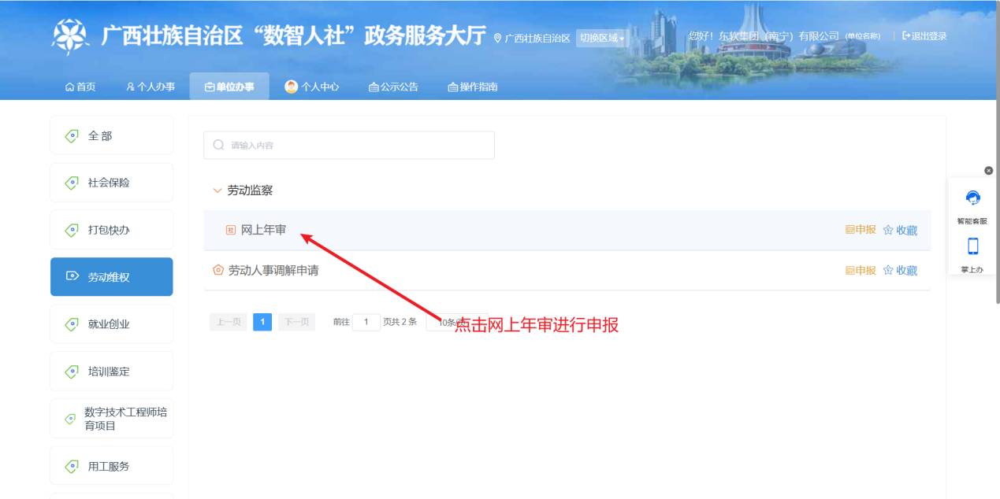 广西壮族自治区“数智人社”政务服务大厅
广西壮族自治区
切换区域
您好！东软集团（南宁）有限公司（单位名称）
退出登录
首页
个人办事
单位办事
个人中心
公示公告
操作指南
全 部
社会保险
打包快办
劳动维权
就业创业
培训鉴定
数字技术工程师培
育项目
用工服务
请输入内容
劳动监察
社 网上年审
申报 收藏
劳动人事调解申请
申报 收藏
上一页 1 下一页 前往 1 页共 2 条
点击网上年审进行申报
智能客服
掌上办